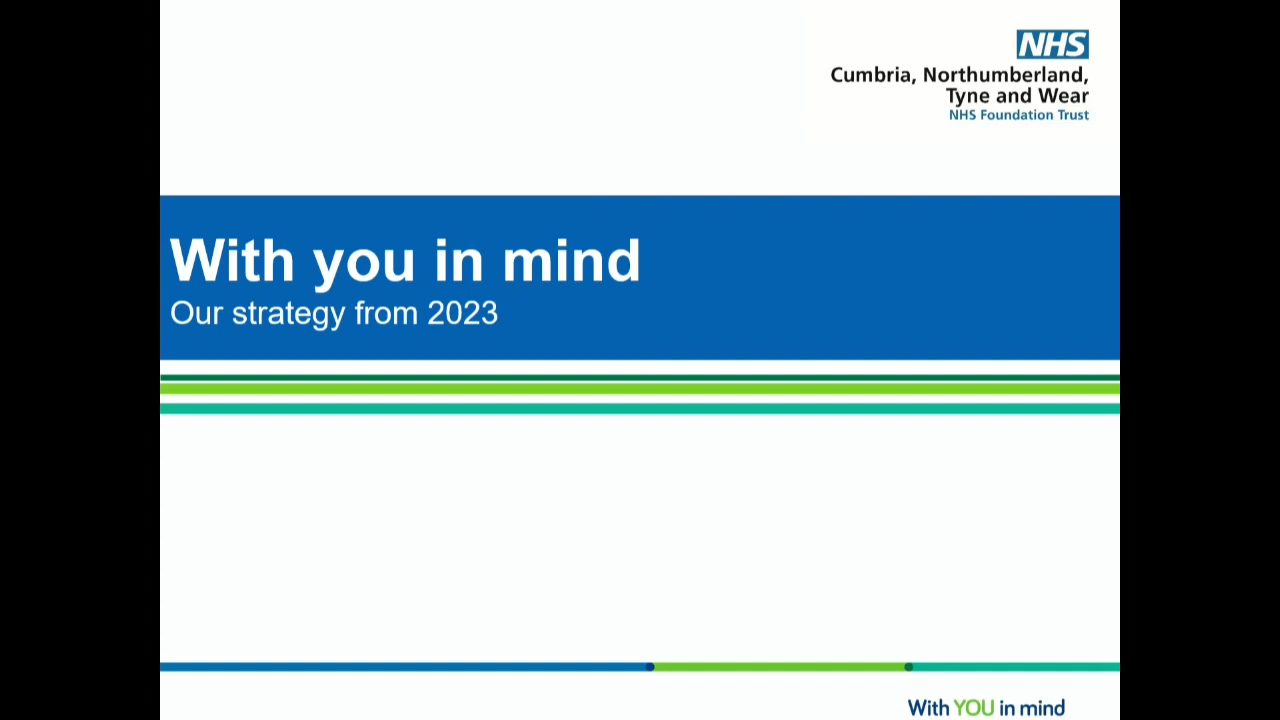 NHS
Cumbria, Northumberland,
Tyne and Wear
NHS Foundation Trust
With you in mind
Our strategy from 2023
With YOU in mind